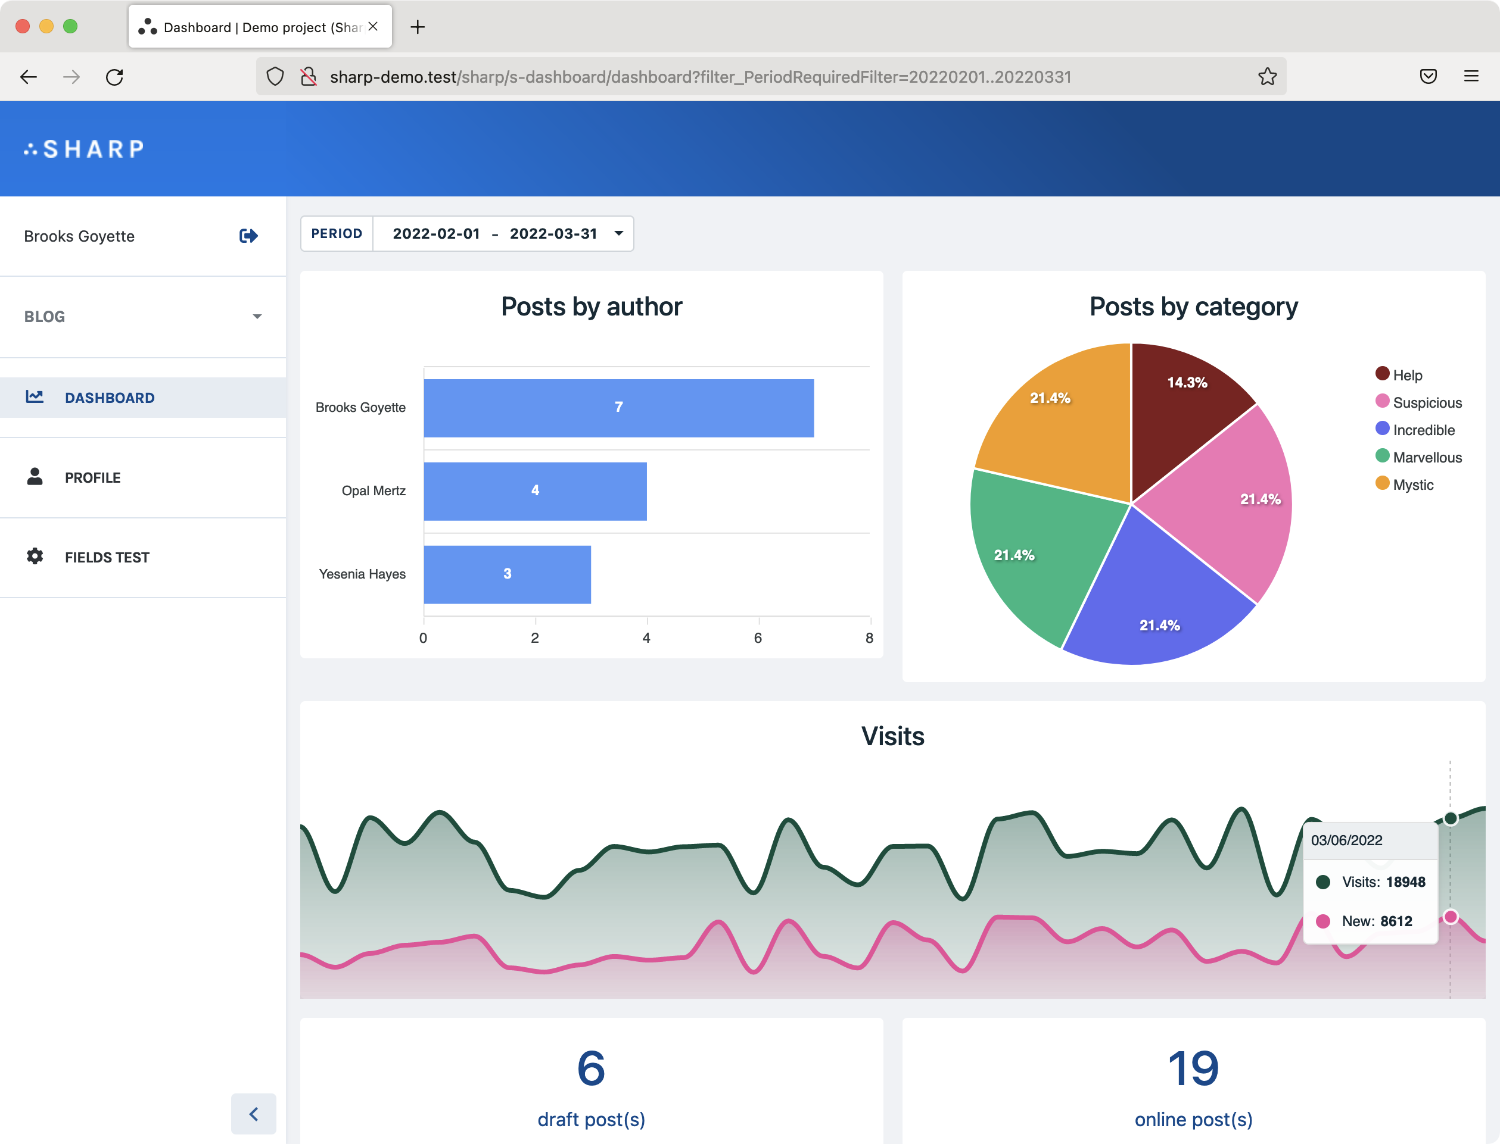 Dashboard | Demo project (Shar
sharp-demo.test/sharp/s-dashboard/dashboard?filter_PeriodRequiredFilter=20220201..20220331
SHARP
Brooks Goyette
BLOG
DASHBOARD
PROFILE
FIELDS TEST
PERIOD 2022-02-01 - 2022-03-31
Posts by author
Brooks Goyette 7
Opal Mertz 4
Yesenia Hayes 3
0 2 4 6 8
Posts by category
14.3%
21.4%
21.4%
21.4%
21.4%
Help
Suspicious
Incredible
Marvellous
Mystic
Visits
03/06/2022
Visits: 18948
New: 8612
6
draft post(s)
19
online post(s)